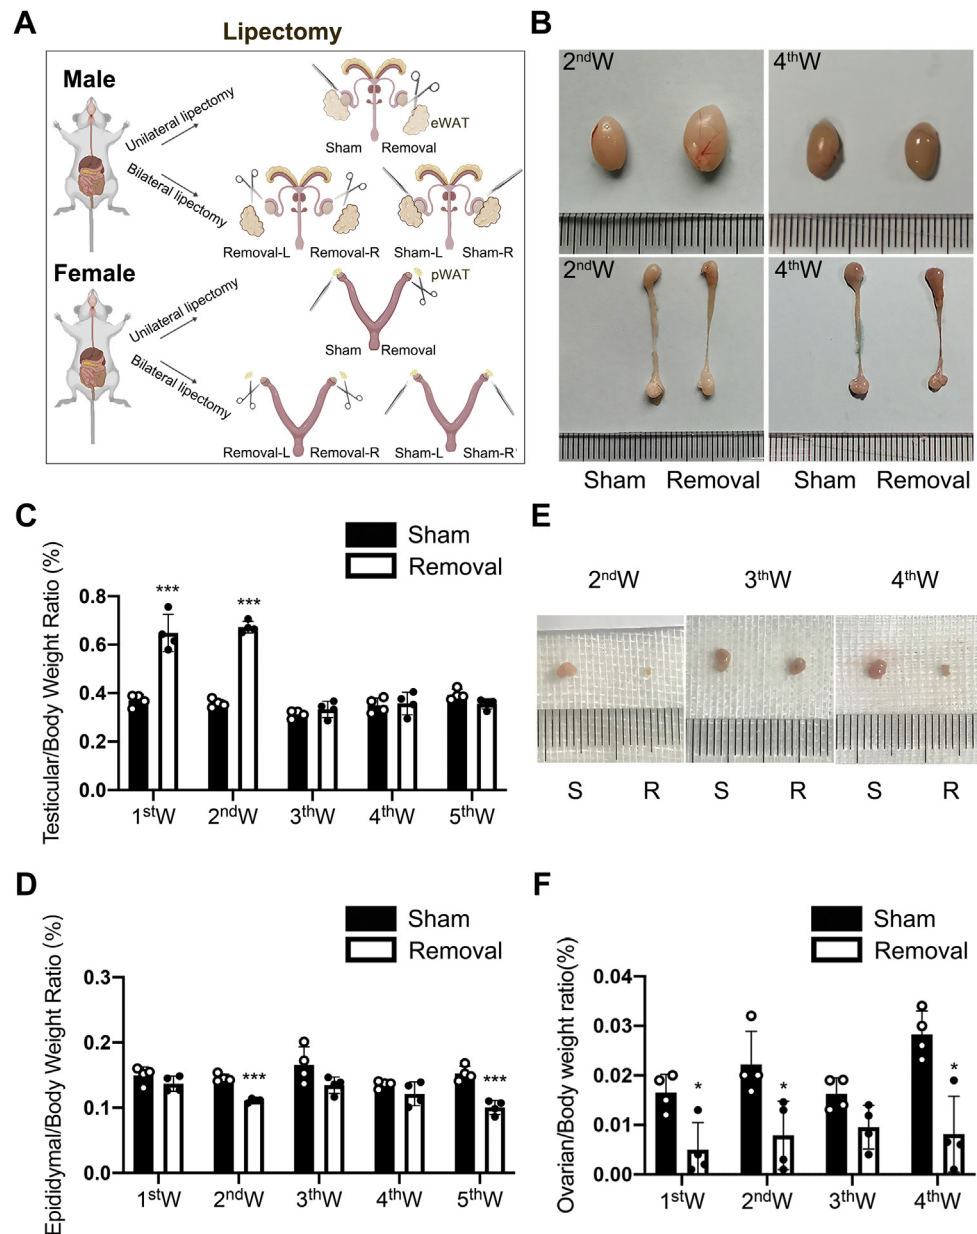 A
Lipectomy
Male
Unilateral lipectomy
eWAT
Sham Removal
Bilateral lipectomy
Removal-L Removal-R Sham-L Sham-R
Female
pWAT
Unilateral lipectomy
Sham Removal
Bilateral lipectomy
Removal-L Removal-R Sham-L Sham-R
B
2ndW 4thW
2ndW 4thW
Sham Removal Sham Removal
C
Sham
Removal
Testicular/Body Weight Ratio (%)
0.8
0.6
0.4
0.2
0.0
*** ***
1stW 2ndW 3thW 4thW 5thW
E
2ndW 3thW 4thW
S R S R S R
D
Sham
Removal
Epididymal/Body Weight Ratio (%)
0.3
0.2
0.1
0.0
*** ***
1stW 2ndW 3thW 4thW 5thW
F
Sham
Removal
Ovarian/Body weight ratio(%)
0.04
0.03
0.02
0.01
0.00
* * *
1stW 2ndW 3thW 4thW